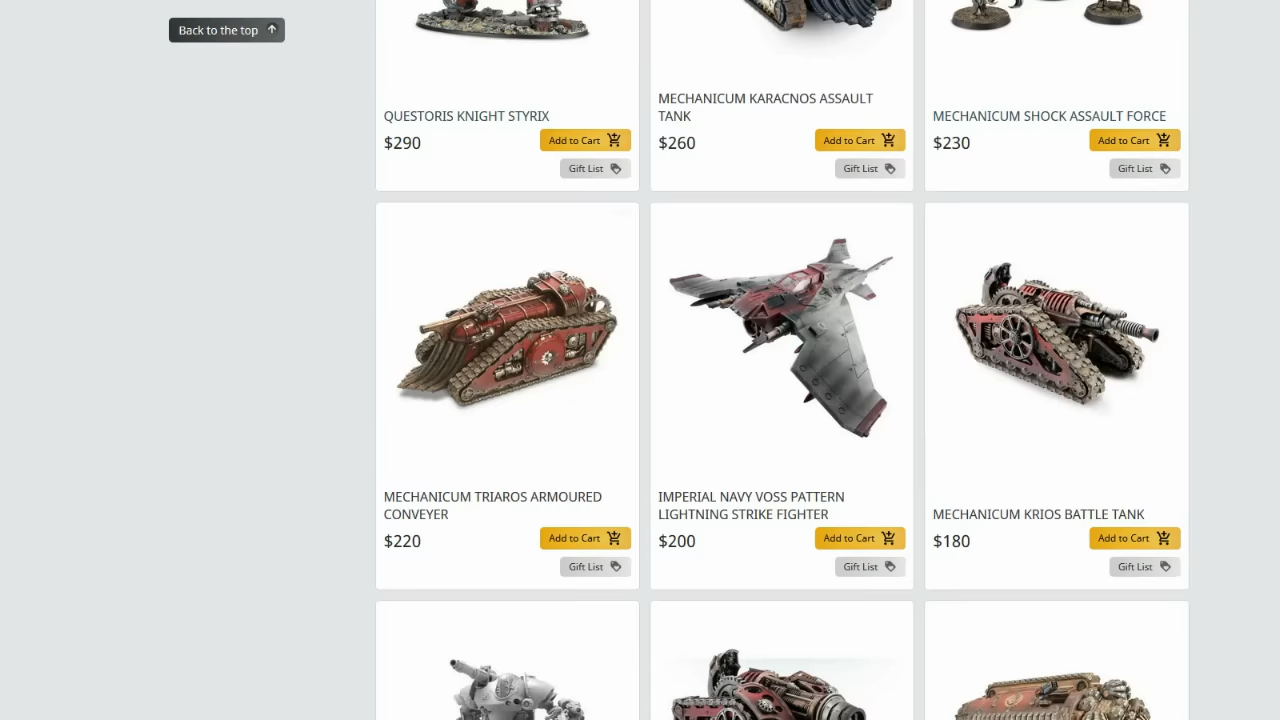 Back to the top
QUESTORIS KNIGHT STYRIX
$290
Add to Cart
Gift List
MECHANICUM KARACNOS ASSAULT
TANK
$260
Add to Cart
Gift List
MECHANICUM SHOCK ASSAULT FORCE
$230
Add to Cart
Gift List
MECHANICUM TRIAROS ARMOURED
CONVEYER
$220
Add to Cart
Gift List
IMPERIAL NAVY VOSS PATTERN
LIGHTNING STRIKE FIGHTER
$200
Add to Cart
Gift List
MECHANICUM KRIOS BATTLE TANK
$180
Add to Cart
Gift List